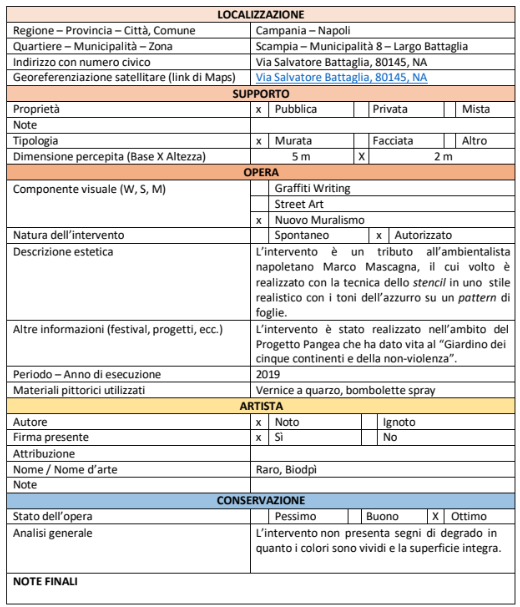 LOCALIZZAZIONE
Regione – Provincia – Città, Comune Campania – Napoli
Quartiere – Municipalità – Zona Scampia – Municipalità 8 – Largo Battaglia
Indirizzo con numero civico Via Salvatore Battaglia, 80145, NA
Georeferenziazione satellitare (link di Maps) Via Salvatore Battaglia, 80145, NA
SUPPORTO
Proprietà x Pubblica Privata Mista
Note
Tipologia x Murata Facciata Altro
Dimensione percepita (Base X Altezza) 5 m X 2 m
OPERA
Componente visuale (W, S, M) Graffiti Writing
Street Art
x Nuovo Muralismo
Natura dell'intervento Spontaneo x Autorizzato
Descrizione estetica L'intervento è un tributo all'ambientalista
napoletano Marco Mascagna, il cui volto è
realizzato con la tecnica dello stencil in uno stile
realistico con i toni dell'azzurro su un pattern di
foglie.
Altre informazioni (festival, progetti, ecc.) L'intervento è stato realizzato nell'ambito del
Progetto Pangea che ha dato vita al "Giardino dei
cinque continenti e della non-violenza".
Periodo – Anno di esecuzione 2019
Materiali pittorici utilizzati Vernice a quarzo, bombolette spray
ARTISTA
Autore x Noto Ignoto
Firma presente x Sì No
Attribuzione
Nome / Nome d'arte Raro, Biodpì
Note
CONSERVAZIONE
Stato dell'opera Pessimo Buono X Ottimo
Analisi generale L'intervento non presenta segni di degrado in
quanto i colori sono vividi e la superficie integra.
NOTE FINALI